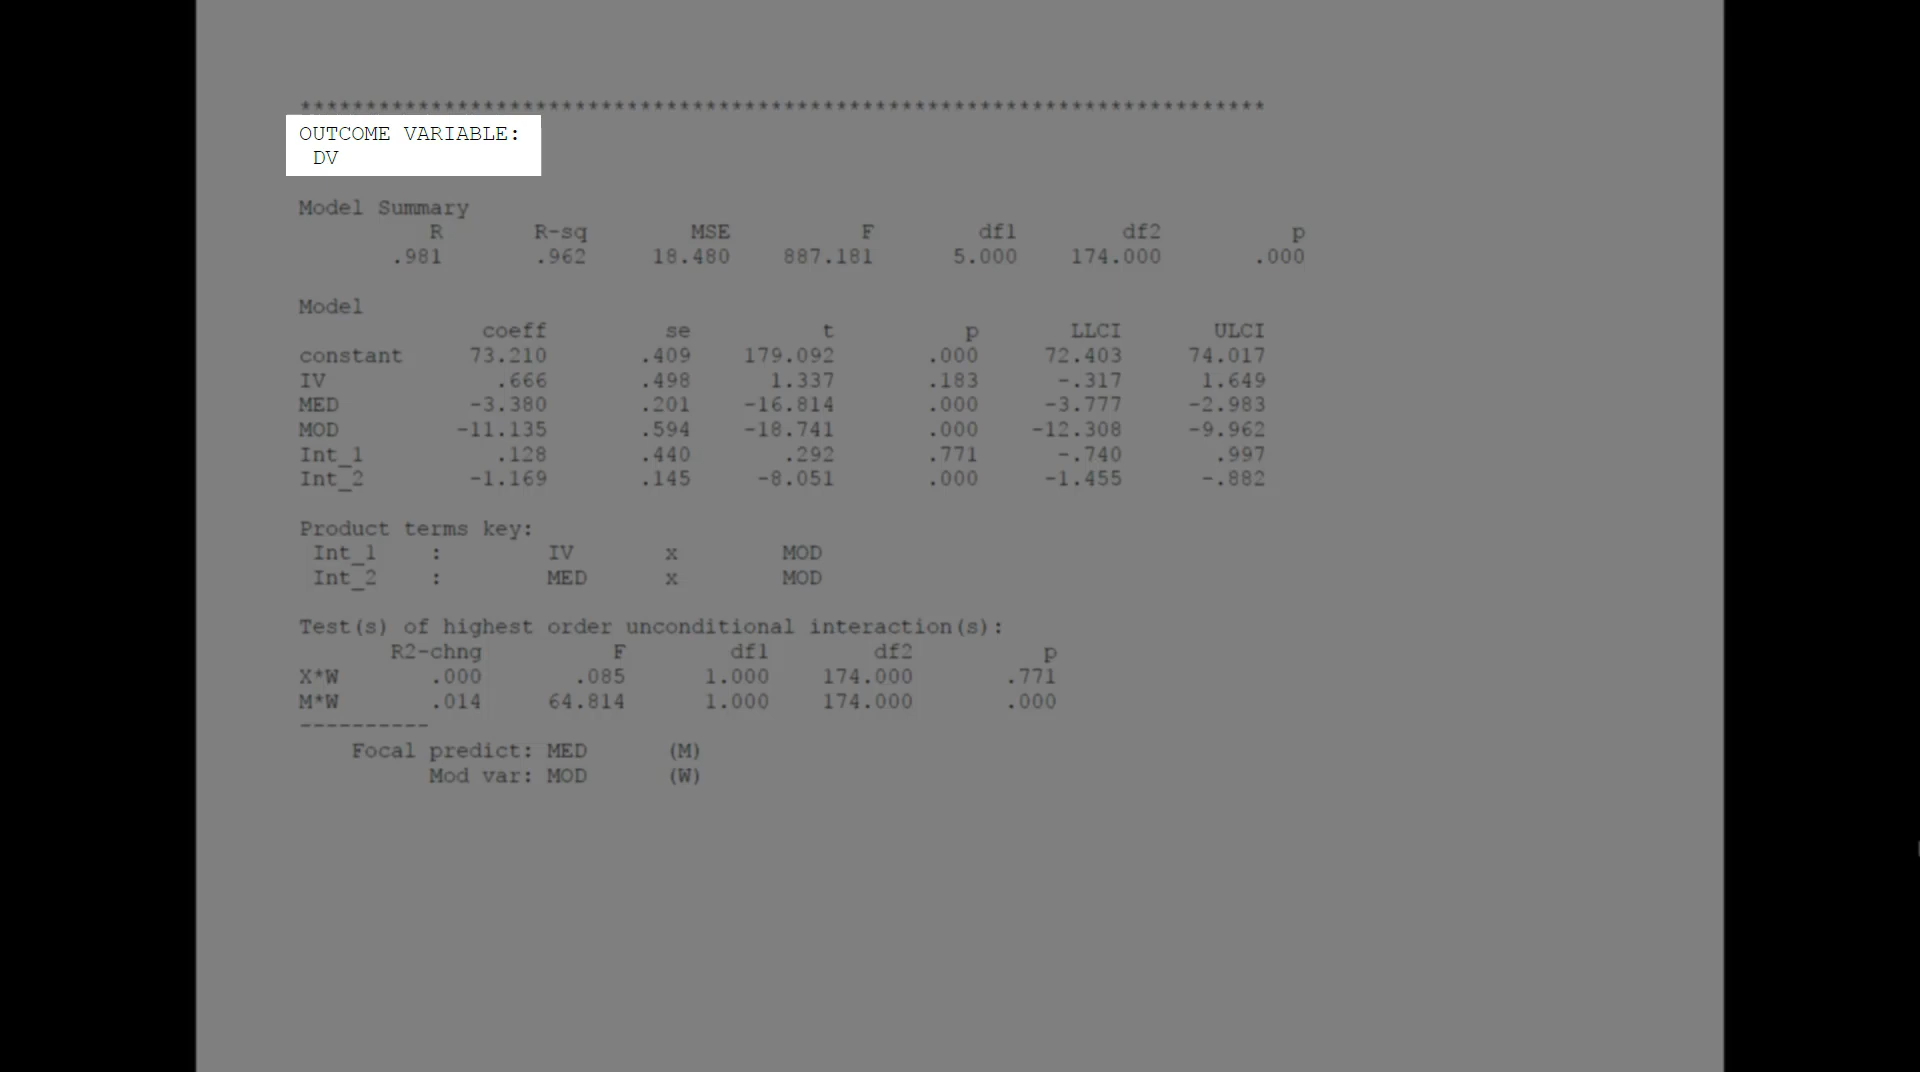 **************************************************************************
OUTCOME VARIABLE:
DV
Model Summary
R R-sq MSE F df1 df2 p
.981 .962 18.480 887.181 5.000 174.000 .000
Model
coeff se t p LLCI ULCI
constant 73.210 .409 179.092 .000 72.403 74.017
IV .666 .498 1.337 .183 -.317 1.649
MED -3.380 .201 -16.814 .000 -3.777 -2.983
MOD -11.135 .594 -18.741 .000 -12.308 -9.962
Int_1 .128 .440 .292 .771 -.740 .997
Int_2 -1.169 .145 -8.051 .000 -1.455 -.882
Product terms key:
Int_1 : IV x MOD
Int_2 : MED x MOD
Test(s) of highest order unconditional interaction(s):
R2-chng F df1 df2 p
X*W .000 .085 1.000 174.000 .771
M*W .014 64.814 1.000 174.000 .000
----------
Focal predict: MED (M)
Mod var: MOD (W)